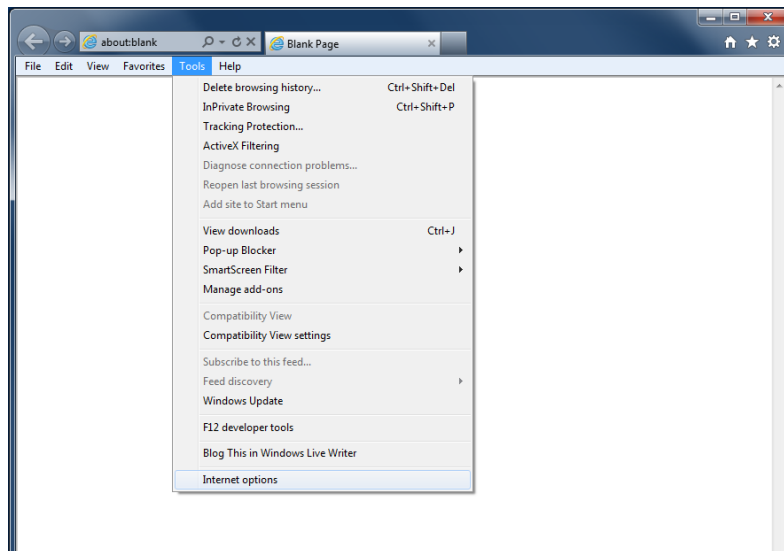 about:blank
Blank Page
File Edit View Favorites Tools Help
Delete browsing history... Ctrl+Shift+Del
InPrivate Browsing Ctrl+Shift+P
Tracking Protection...
ActiveX Filtering
Diagnose connection problems...
Reopen last browsing session
Add site to Start menu
View downloads Ctrl+J
Pop-up Blocker
SmartScreen Filter
Manage add-ons
Compatibility View
Compatibility View settings
Subscribe to this feed...
Feed discovery
Windows Update
F12 developer tools
Blog This in Windows Live Writer
Internet options